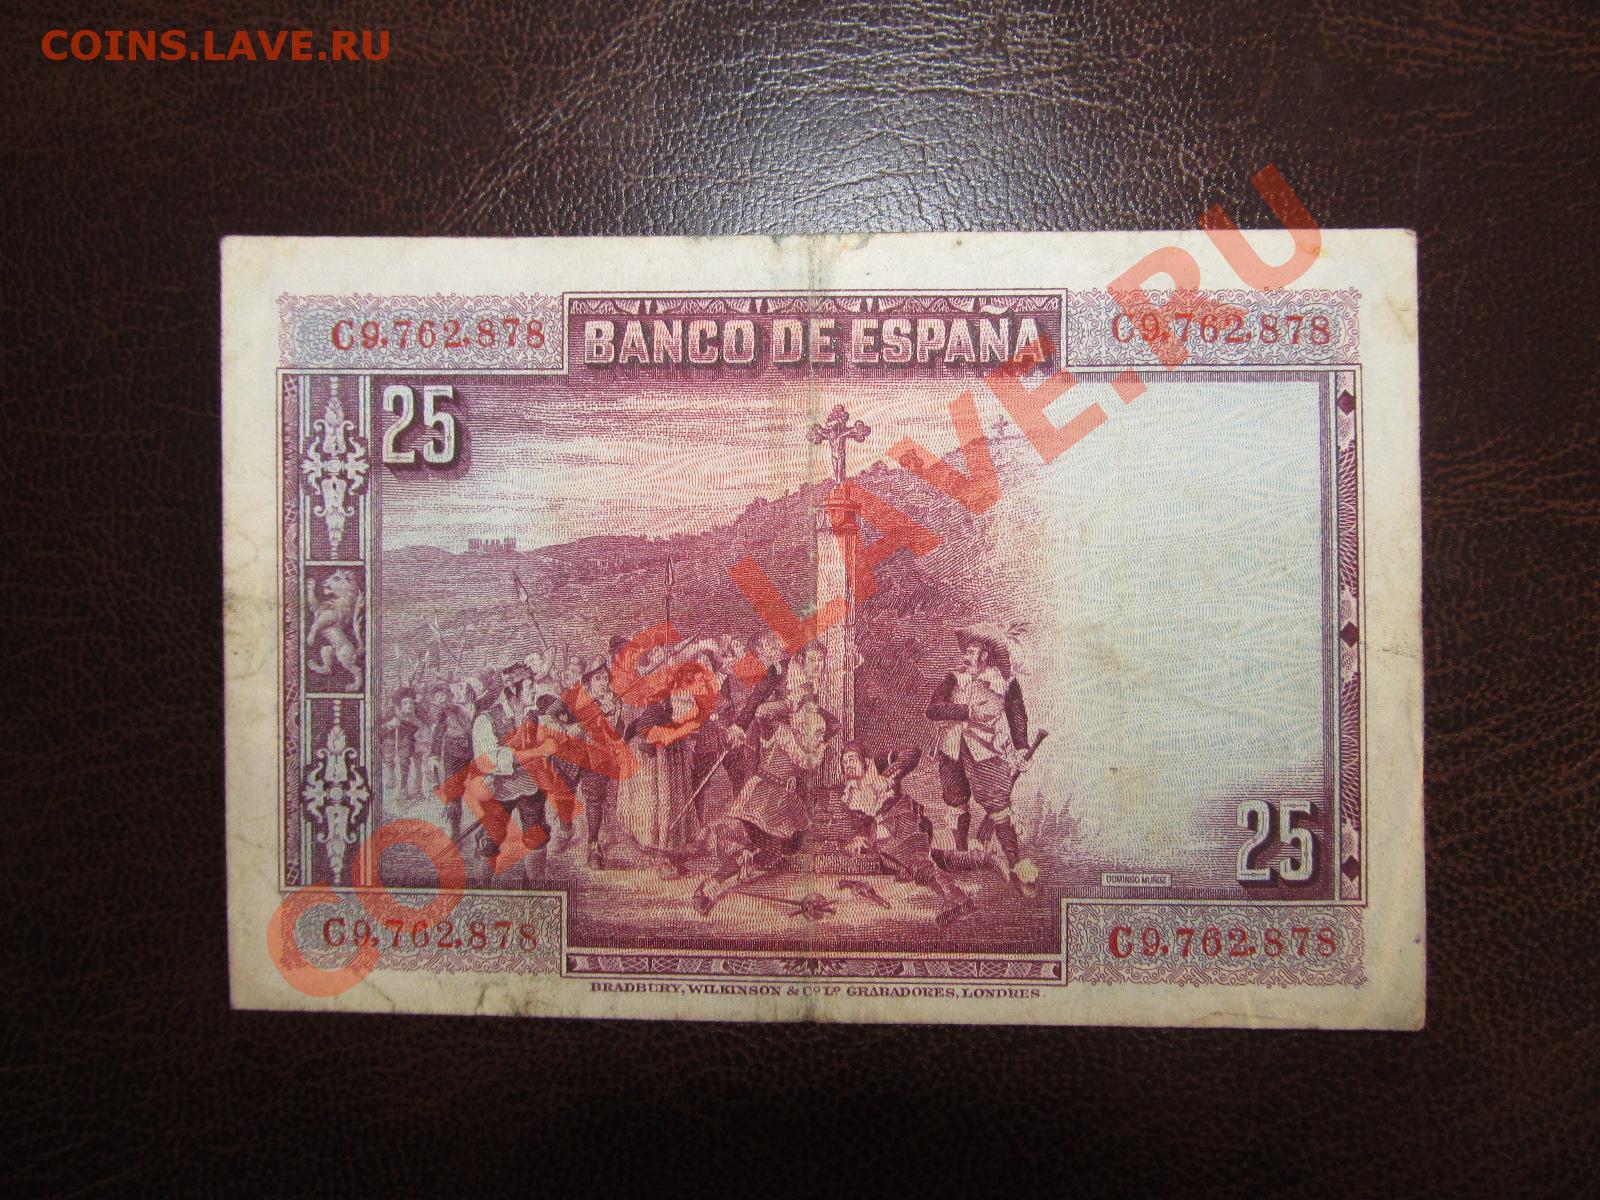 COINS.LAVE.RU
C9,762,878
BANCO DE ESPAÑA
C9,762,878
25
COINS.LAVE.RU
25
DOMINGO MUÑOZ
C9,762,878
C9,762,878
BRADBURY, WILKINSON & Cº Lᴰ GRABADORES, LONDRES.